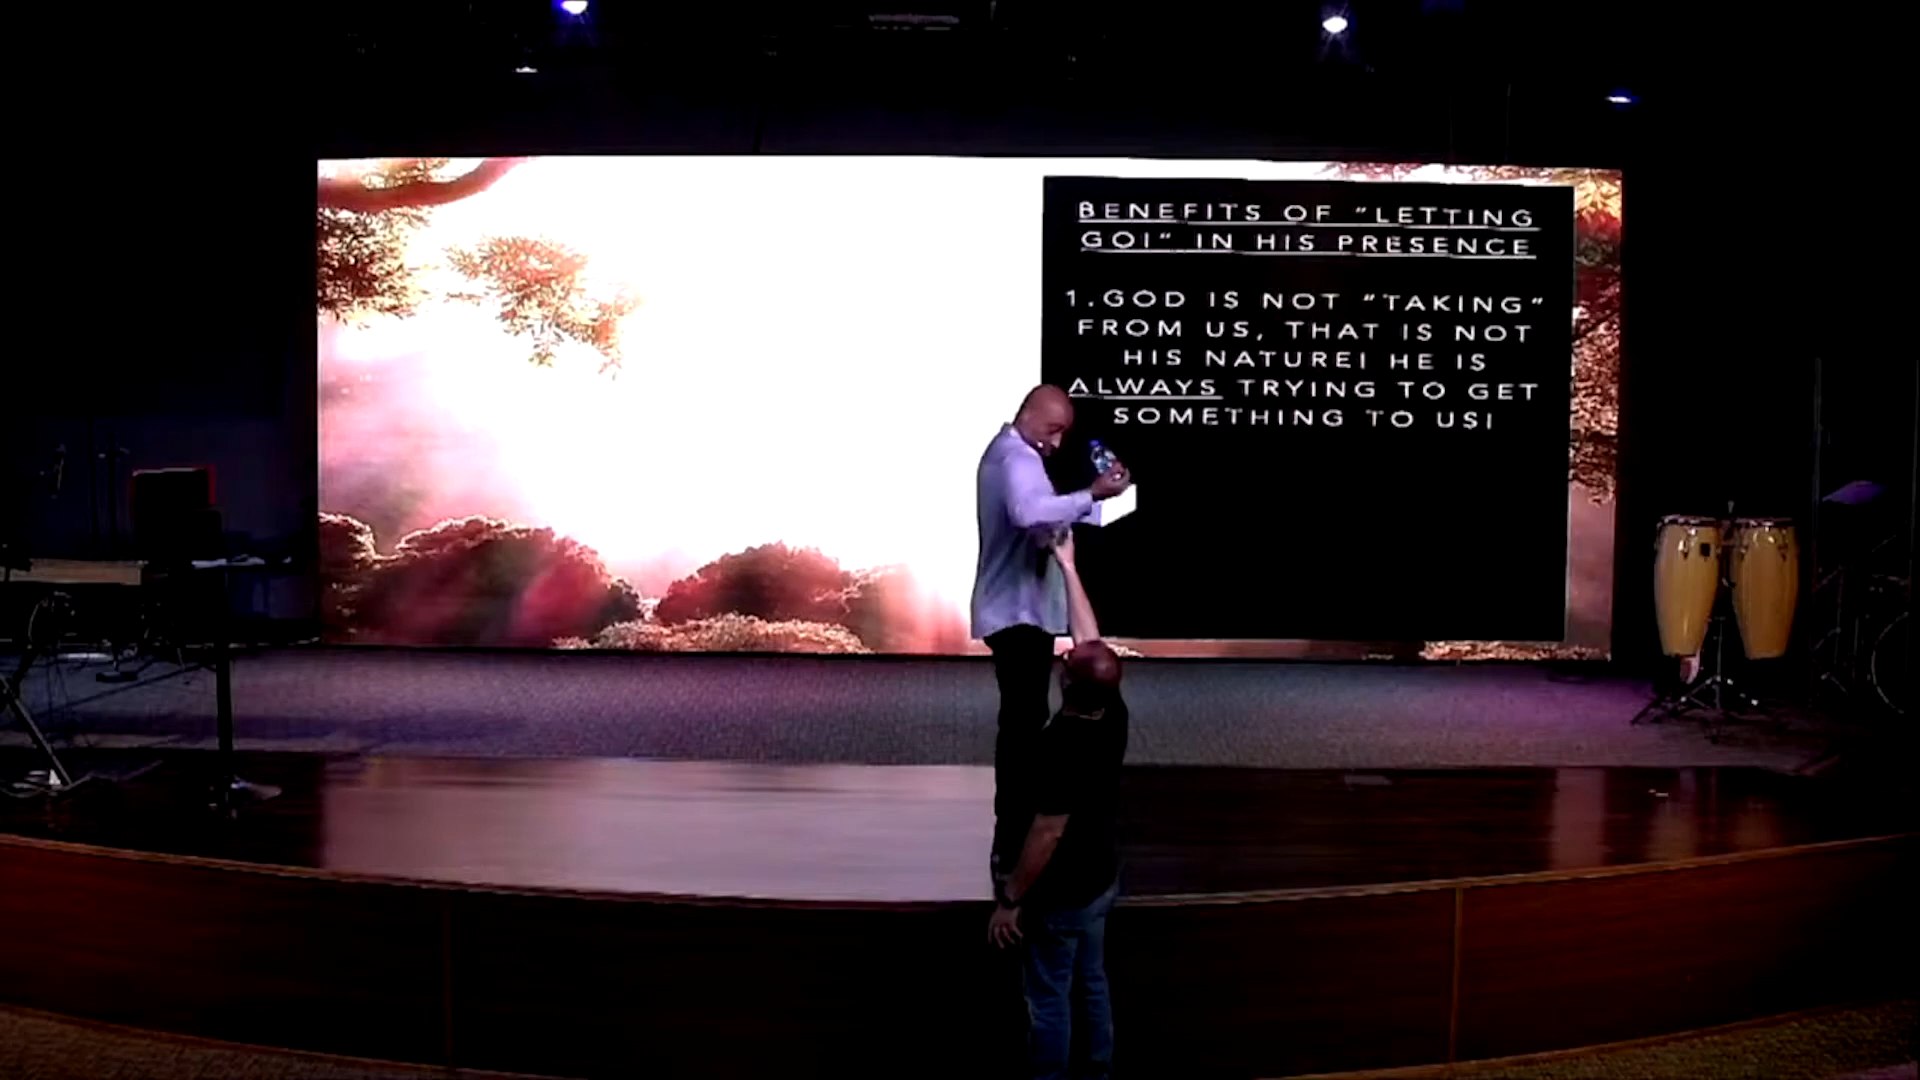 BENEFITS OF "LETTING
GO!" IN HIS PRESENCE
1.GOD IS NOT "TAKING"
FROM US, THAT IS NOT
HIS NATURE! HE IS
ALWAYS TRYING TO GET
SOMETHING TO US!